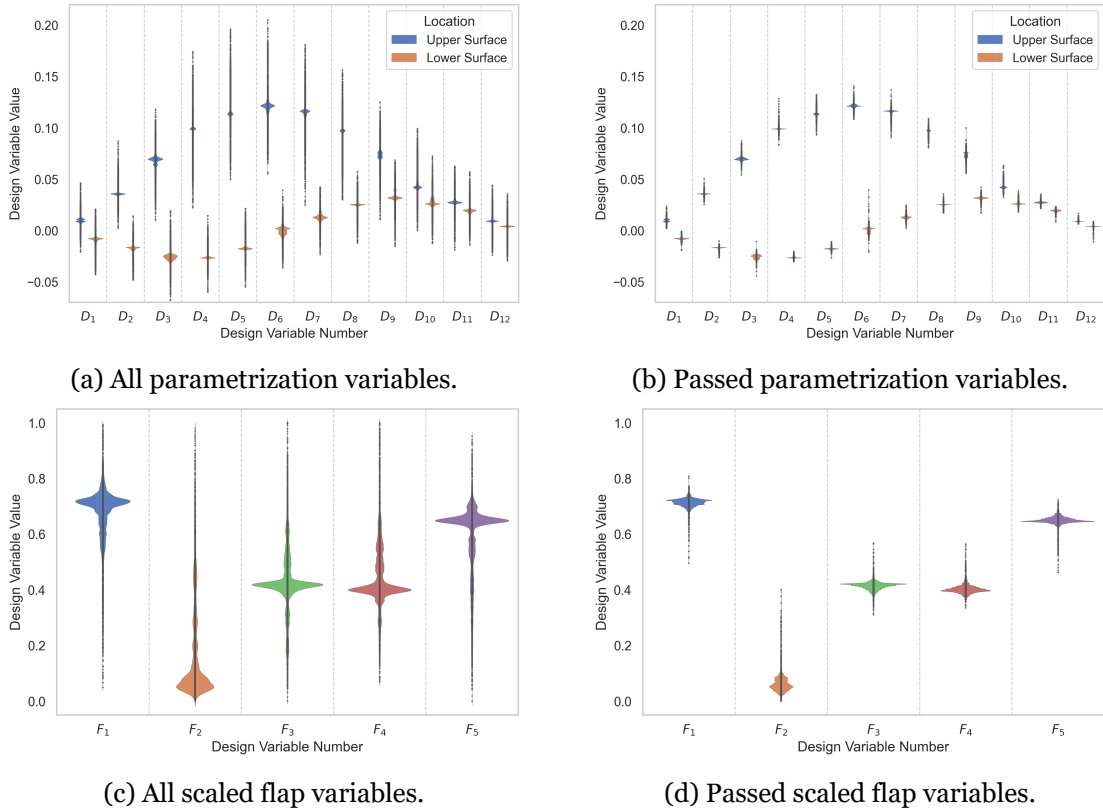 Location
Upper Surface
Lower Surface
0.20
0.15
0.10
0.05
0.00
−0.05
Design Variable Value
D1 D2 D3 D4 D5 D6 D7 D8 D9 D10 D11 D12
Design Variable Number
(a) All parametrization variables.
Location
Upper Surface
Lower Surface
0.20
0.15
0.10
0.05
0.00
−0.05
Design Variable Value
D1 D2 D3 D4 D5 D6 D7 D8 D9 D10 D11 D12
Design Variable Number
(b) Passed parametrization variables.
1.0
0.8
0.6
0.4
0.2
0.0
Design Variable Value
F1 F2 F3 F4 F5
Design Variable Number
(c) All scaled flap variables.
1.0
0.8
0.6
0.4
0.2
0.0
Design Variable Value
F1 F2 F3 F4 F5
Design Variable Number
(d) Passed scaled flap variables.